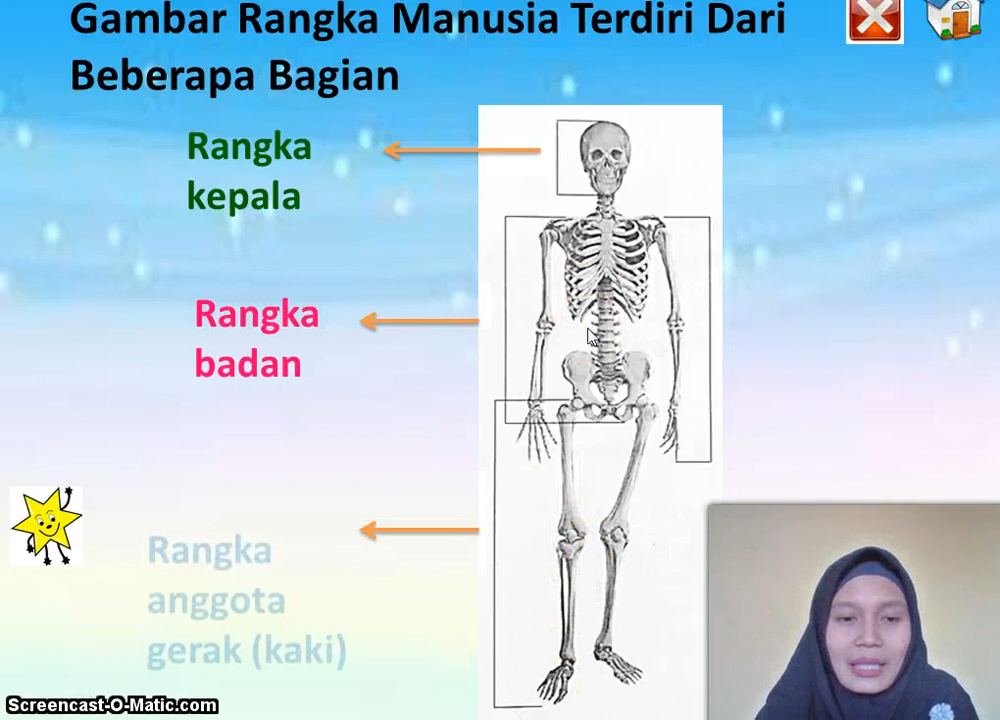 Gambar Rangka Manusia Terdiri Dari
Beberapa Bagian
Rangka
kepala
Rangka
badan
Rangka
anggota
gerak (kaki)
Screencast-O-Matic.com